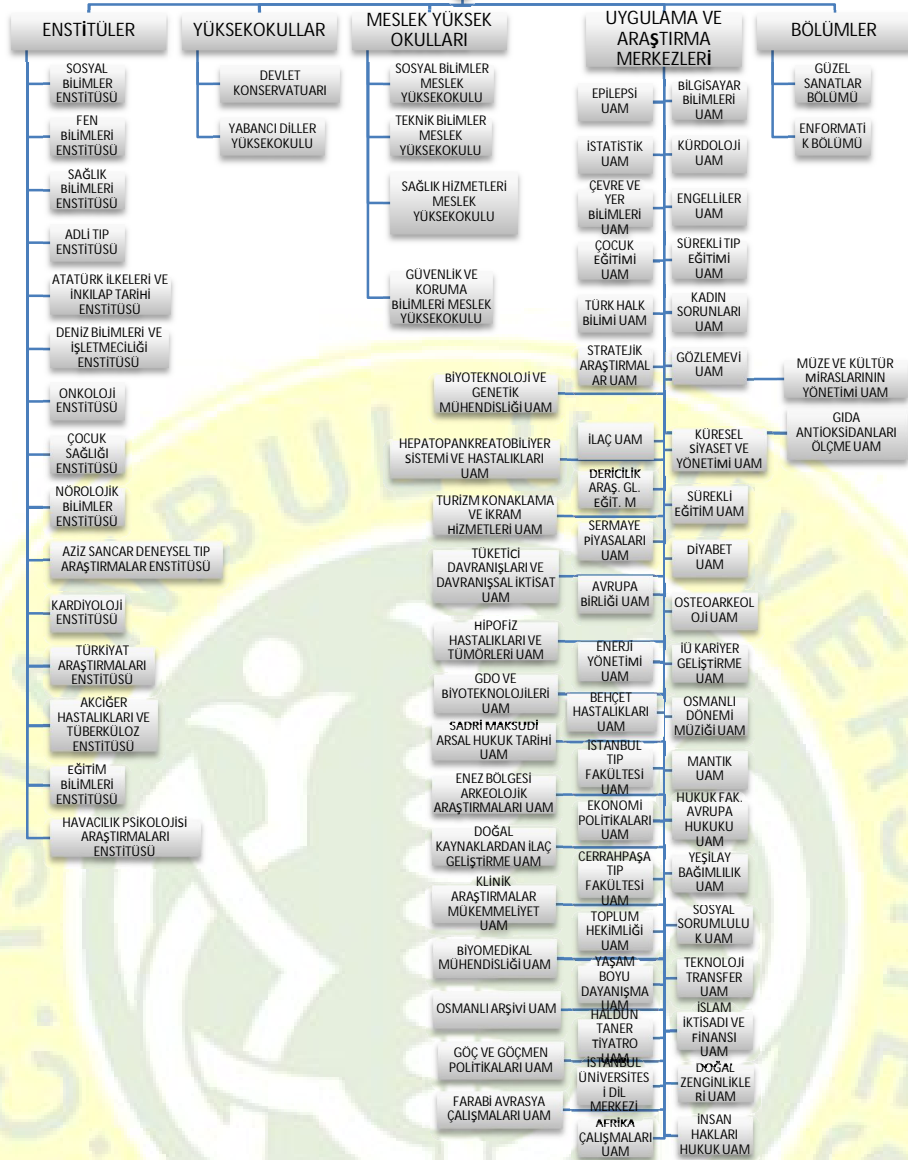 ENSTİTÜLER
SOSYAL
BİLİMLER
ENSTİTÜSÜ
FEN
BİLİMLERİ
ENSTİTÜSÜ
SAĞLIK
BİLİMLERİ
ENSTİTÜSÜ
ADLİ TIP
ENSTİTÜSÜ
ATATÜRK İLKELERİ VE
İNKILAP TARİHİ
ENSTİTÜSÜ
DENİZ BİLİMLERİ VE
İŞLETMECİLİĞİ
ENSTİTÜSÜ
ONKOLOJİ
ENSTİTÜSÜ
ÇOCUK
SAĞLIĞI
ENSTİTÜSÜ
NÖROLOJİK
BİLİMLER
ENSTİTÜSÜ
AZİZ SANCAR DENEYSEL TIP
ARAŞTIRMALAR ENSTİTÜSÜ
KARDİYOLOJİ
ENSTİTÜSÜ
TÜRKİYAT
ARAŞTIRMALARI
ENSTİTÜSÜ
AKCİĞER
HASTALIKLARI VE
TÜBERKÜLOZ
ENSTİTÜSÜ
EĞİTİM
BİLİMLERİ
ENSTİTÜSÜ
HAVACILIK PSİKOLOJİSİ
ARAŞTIRMALARI
ENSTİTÜSÜ
YÜKSEKOKULLAR
DEVLET
KONSERVATUARI
YABANCI DİLLER
YÜKSEKOKULU
MESLEK YÜKSEK
OKULLARI
SOSYAL BİLİMLER
MESLEK
YÜKSEKOKULU
TEKNİK BİLİMLER
MESLEK
YÜKSEKOKULU
SAĞLIK HİZMETLERİ
MESLEK
YÜKSEKOKULU
GÜVENLİK VE
KORUMA
BİLİMLERİ MESLEK
YÜKSEKOKULU
UYGULAMA VE
ARAŞTIRMA
MERKEZLERİ
EPİLEPSİ
UAM
BİLGİSAYAR
BİLİMLERİ
UAM
İSTATİSTİK
UAM
KÜRDOLOJİ
UAM
ÇEVRE VE
YER
BİLİMLERİ
UAM
ENGELLİLER
UAM
ÇOCUK
EĞİTİMİ
UAM
SÜREKLİ TIP
EĞİTİMİ
UAM
TÜRK HALK
BİLİMİ UAM
KADIN
SORUNLARI
UAM
STRATEJİK
ARAŞTIRMAL
AR UAM
GÖZLEMEVİ
UAM
MÜZE VE KÜLTÜR
MİRASLARININ
YÖNETİMİ UAM
BİYOTEKNOLOJİ VE
GENETİK
MÜHENDİSLİĞİ UAM
GIDA
ANTİOKSİDANLARI
ÖLÇME UAM
HEPATOPANKREATOBİLİYER
SİSTEMİ VE HASTALIKLARI
UAM
İLAÇ UAM
KÜRESEL
SİYASET VE
YÖNETİMİ UAM
DERİCİLİK
ARAŞ. GL.
EĞİT. M
SÜREKLİ
EĞİTİM UAM
TURİZM KONAKLAMA
VE İKRAM
HİZMETLERİ UAM
SERMAYE
PİYASALARI
UAM
DİYABET
UAM
TÜKETİCİ
DAVRANIŞLARI VE
DAVRANIŞSAL İKTİSAT
UAM
AVRUPA
BİRLİĞİ UAM
OSTEOARKEOL
OJİ UAM
HİPOFİZ
HASTALIKLARI VE
TÜMÖRLERİ UAM
ENERJİ
YÖNETİMİ
UAM
İÜ KARİYER
GELİŞTİRME
UAM
GDO VE
BİYOTEKNOLOJİLERİ
UAM
BEHÇET
HASTALIKLARI
UAM
OSMANLI
DÖNEMİ
MÜZİĞİ UAM
SADRİ MAKSUDİ
ARSAL HUKUK TARİHİ
UAM
İSTANBUL
TIP
FAKÜLTESİ
UAM
MANTIK
UAM
ENEZ BÖLGESİ
ARKEOLOJİK
ARAŞTIRMALARI UAM
EKONOMİ
POLİTİKALARI
UAM
HUKUK FAK.
AVRUPA
HUKUKU
UAM
DOĞAL
KAYNAKLARDAN İLAÇ
GELİŞTİRME UAM
CERRAHPAŞA
TIP
FAKÜLTESİ
UAM
YEŞİLAY
BAĞIMLILIK
UAM
KLİNİK
ARAŞTIRMALAR
MÜKEMMELİYET
UAM
TOPLUM
HEKİMLİĞİ
UAM
SOSYAL
SORUMLULU
K UAM
BİYOMEDİKAL
MÜHENDİSLİĞİ UAM
YAŞAM
BOYU
DAYANIŞMA
UAM
TEKNOLOJİ
TRANSFER
UAM
OSMANLI ARŞİVİ UAM
HALDUN
TANER
TİYATRO
UAM
İSLAM
İKTİSADI VE
FİNANSI
UAM
GÖÇ VE GÖÇMEN
POLİTİKALARI UAM
İSTANBUL
ÜNİVERSİTES
İ DİL
MERKEZİ
DOĞAL
ZENGİNLİKLE
Rİ UAM
FARABİ AVRASYA
ÇALIŞMALARI UAM
AFRİKA
ÇALIŞMALARI
UAM
İNSAN
HAKLARI
HUKUK UAM
BÖLÜMLER
GÜZEL
SANATLAR
BÖLÜMÜ
ENFORMATİ
K BÖLÜMÜ